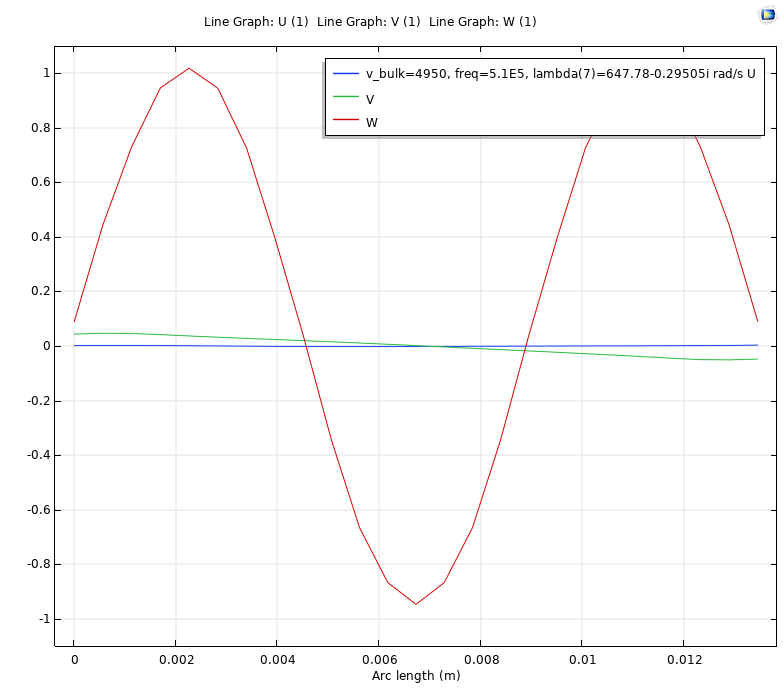 Line Graph: U (1) Line Graph: V (1) Line Graph: W (1)
v_bulk=4950, freq=5.1E5, lambda(7)=647.78-0.29505i rad/s U
V
W
1
0.8
0.6
0.4
0.2
0
-0.2
-0.4
-0.6
-0.8
-1
0 0.002 0.004 0.006 0.008 0.01 0.012
Arc length (m)